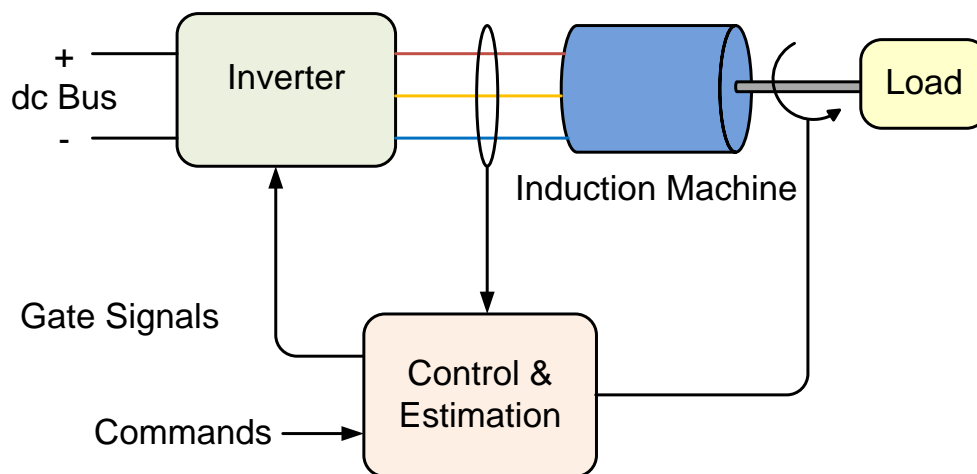 +
dc Bus
-
Inverter
Load
Induction Machine
Gate Signals
Control &
Estimation
Commands